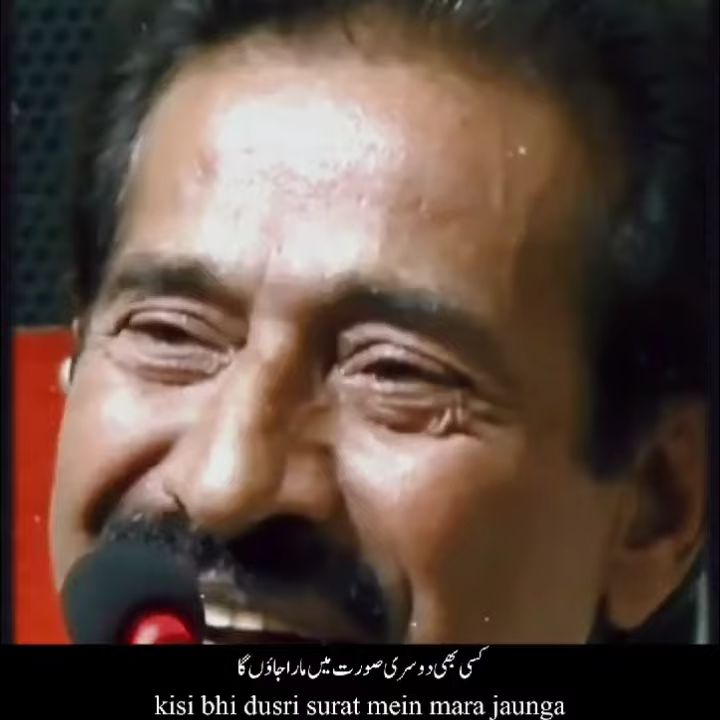 کسی بھی دوسری صورت میں مارا جاؤں گا
kisi bhi dusri surat mein mara jaunga